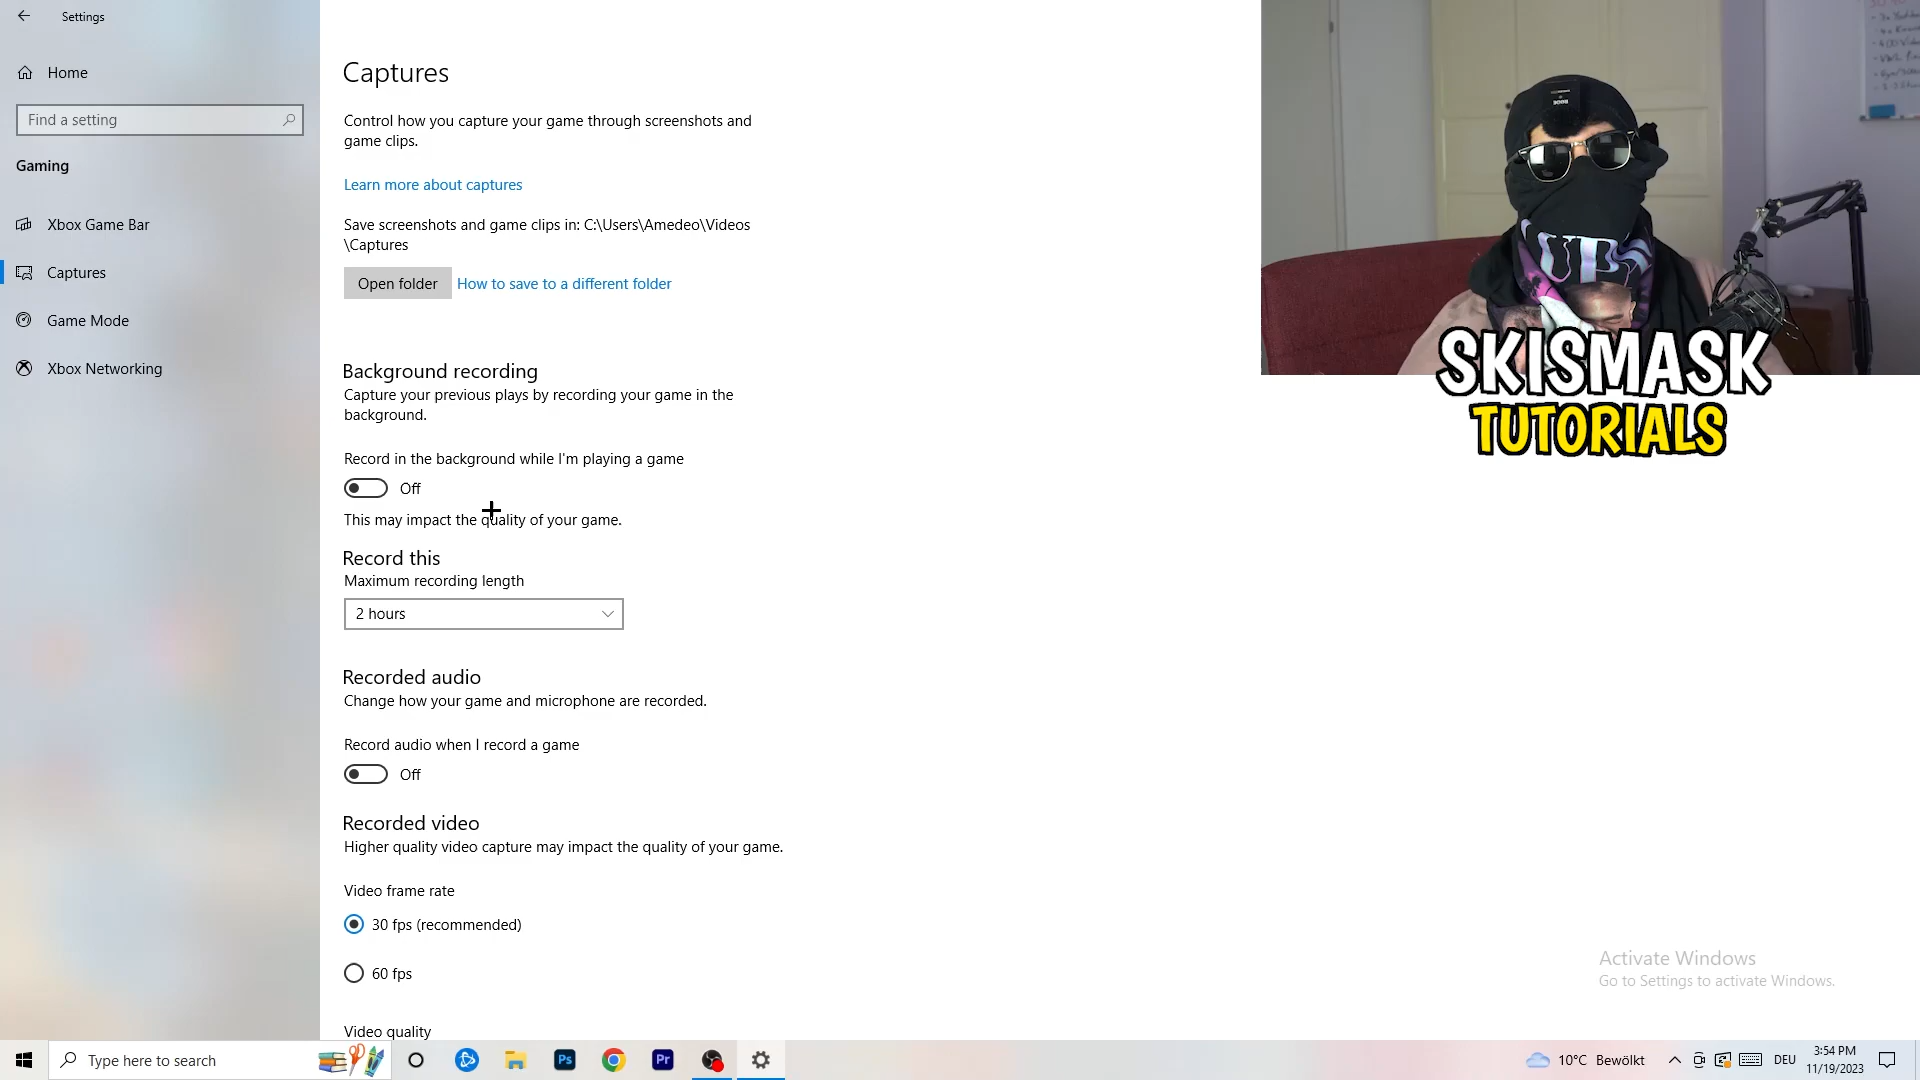 Settings
Home
Find a setting
Gaming
Xbox Game Bar
Captures
Game Mode
Xbox Networking
Captures
Control how you capture your game through screenshots and
game clips.
Learn more about captures
Save screenshots and game clips in: C:\Users\Amedeo\Videos
\Captures
Open folder
How to save to a different folder
Background recording
Capture your previous plays by recording your game in the
background.
Record in the background while I'm playing a game
Off
This may impact the quality of your game.
Record this
Maximum recording length
2 hours
Recorded audio
Change how your game and microphone are recorded.
Record audio when I record a game
Off
Recorded video
Higher quality video capture may impact the quality of your game.
Video frame rate
30 fps (recommended)
60 fps
Video quality
SKISMASK
TUTORIALS
Activate Windows
Go to Settings to activate Windows.
Type here to search
Ps
Pr
10°C Bewölkt
DEU
3:54 PM
11/19/2023